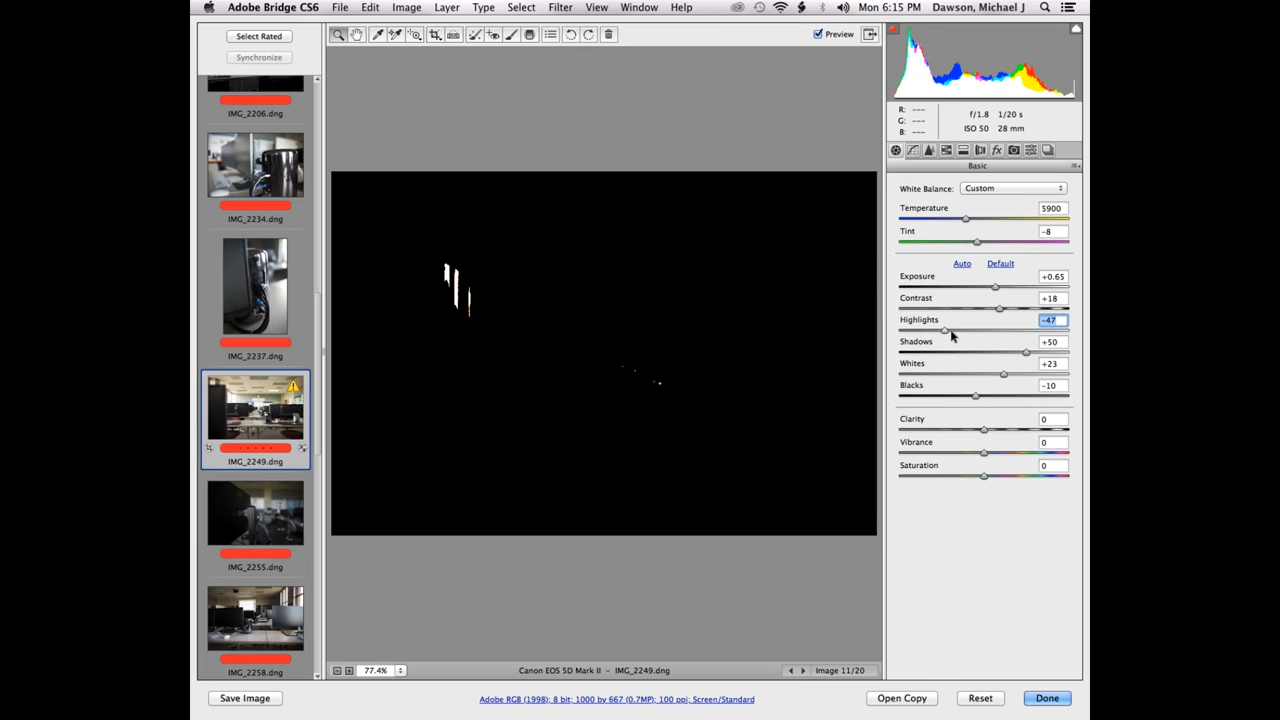 Adobe Bridge CS6 File Edit Image Layer Type Select Filter View Window Help Mon 6:15 PM Dawson, Michael J
Select Rated
Synchronize
IMG_2206.dng
IMG_2234.dng
IMG_2237.dng
IMG_2249.dng
IMG_2255.dng
IMG_2258.dng
Preview
R: ---
G: ---
B: ---
f/1.8 1/20 s
ISO 50 28 mm
Basic
White Balance: Custom
Temperature 5900
Tint -8
Auto Default
Exposure +0.65
Contrast +18
Highlights -47
Shadows +50
Whites +23
Blacks -10
Clarity 0
Vibrance 0
Saturation 0
77.4% Canon EOS 5D Mark II – IMG_2249.dng Image 11/20
Save Image Adobe RGB (1998); 8 bit; 1000 by 667 (0.7MP); 100 ppi; Screen/Standard Open Copy Reset Done